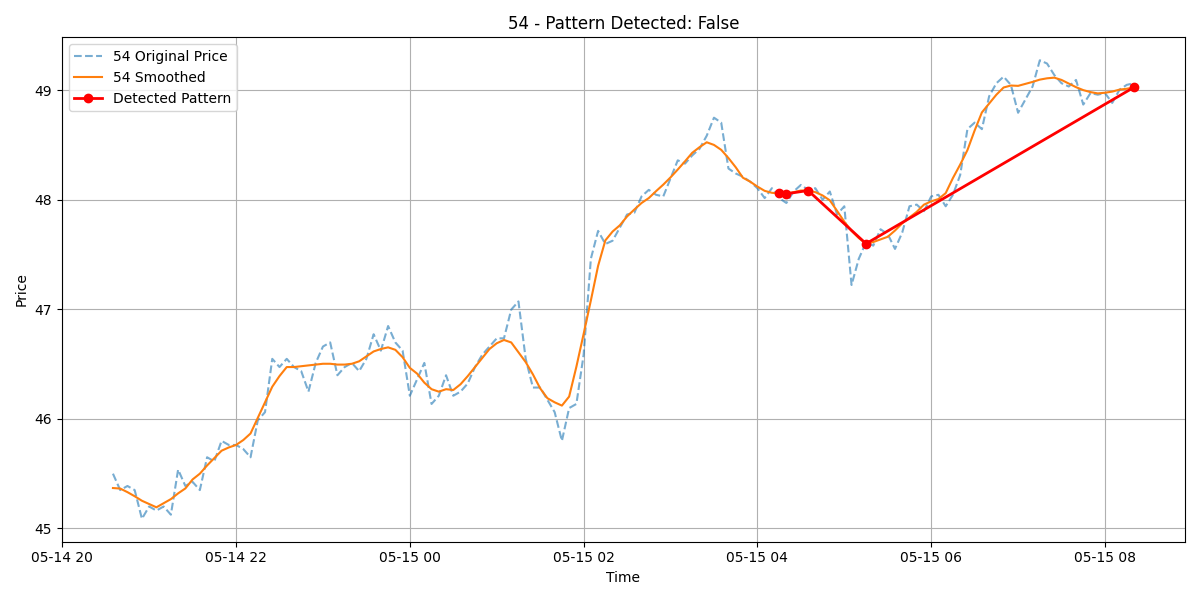 54 - Pattern Detected: False
54 Original Price
54 Smoothed
Detected Pattern
Price
49
48
47
46
45
05-14 20 05-14 22 05-15 00 05-15 02 05-15 04 05-15 06 05-15 08
Time